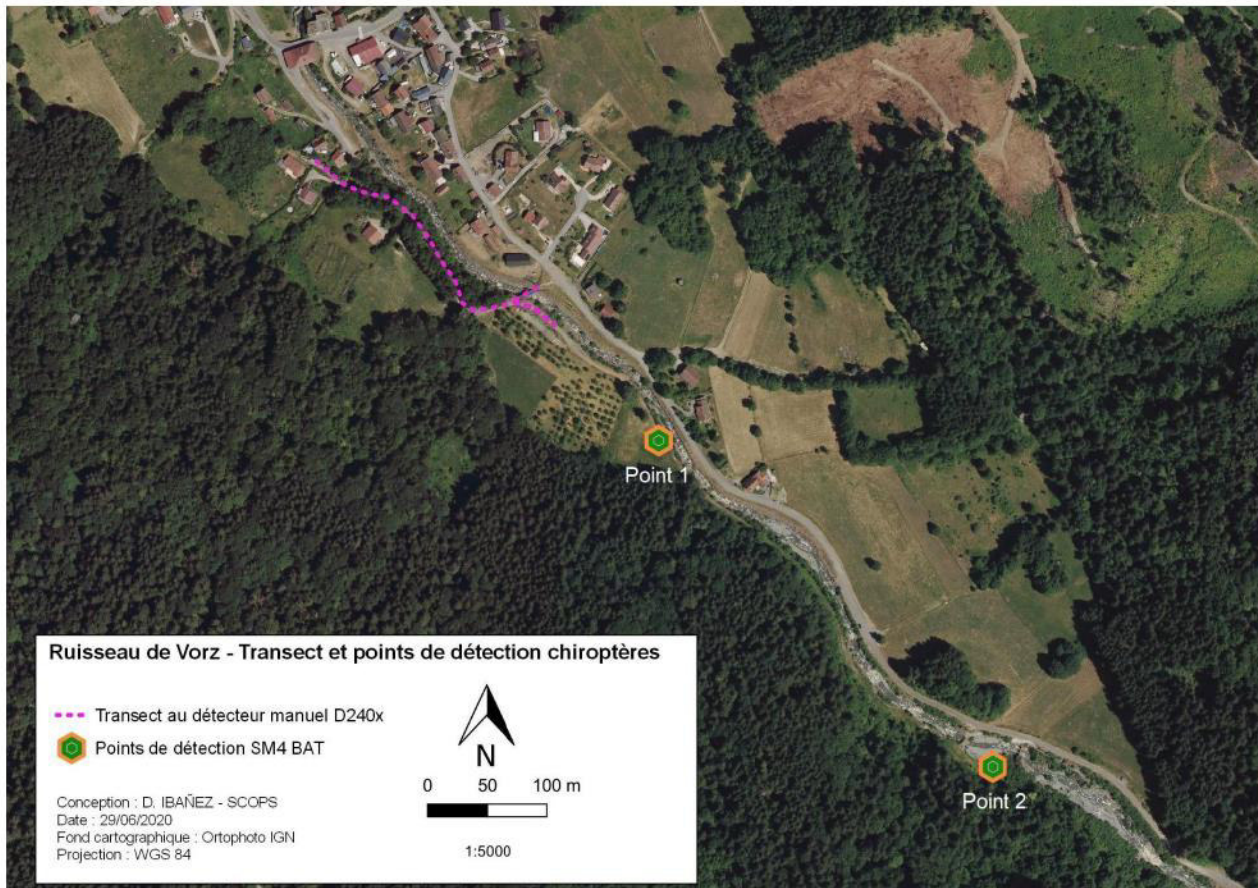 Point 1
Point 2
Ruisseau de Vorz - Transect et points de détection chiroptères
Transect au détecteur manuel D240x
Points de détection SM4 BAT
N
0 50 100 m
1:5000
Conception : D. IBAÑEZ - SCOPS
Date : 29/06/2020
Fond cartographique : Ortophoto IGN
Projection : WGS 84